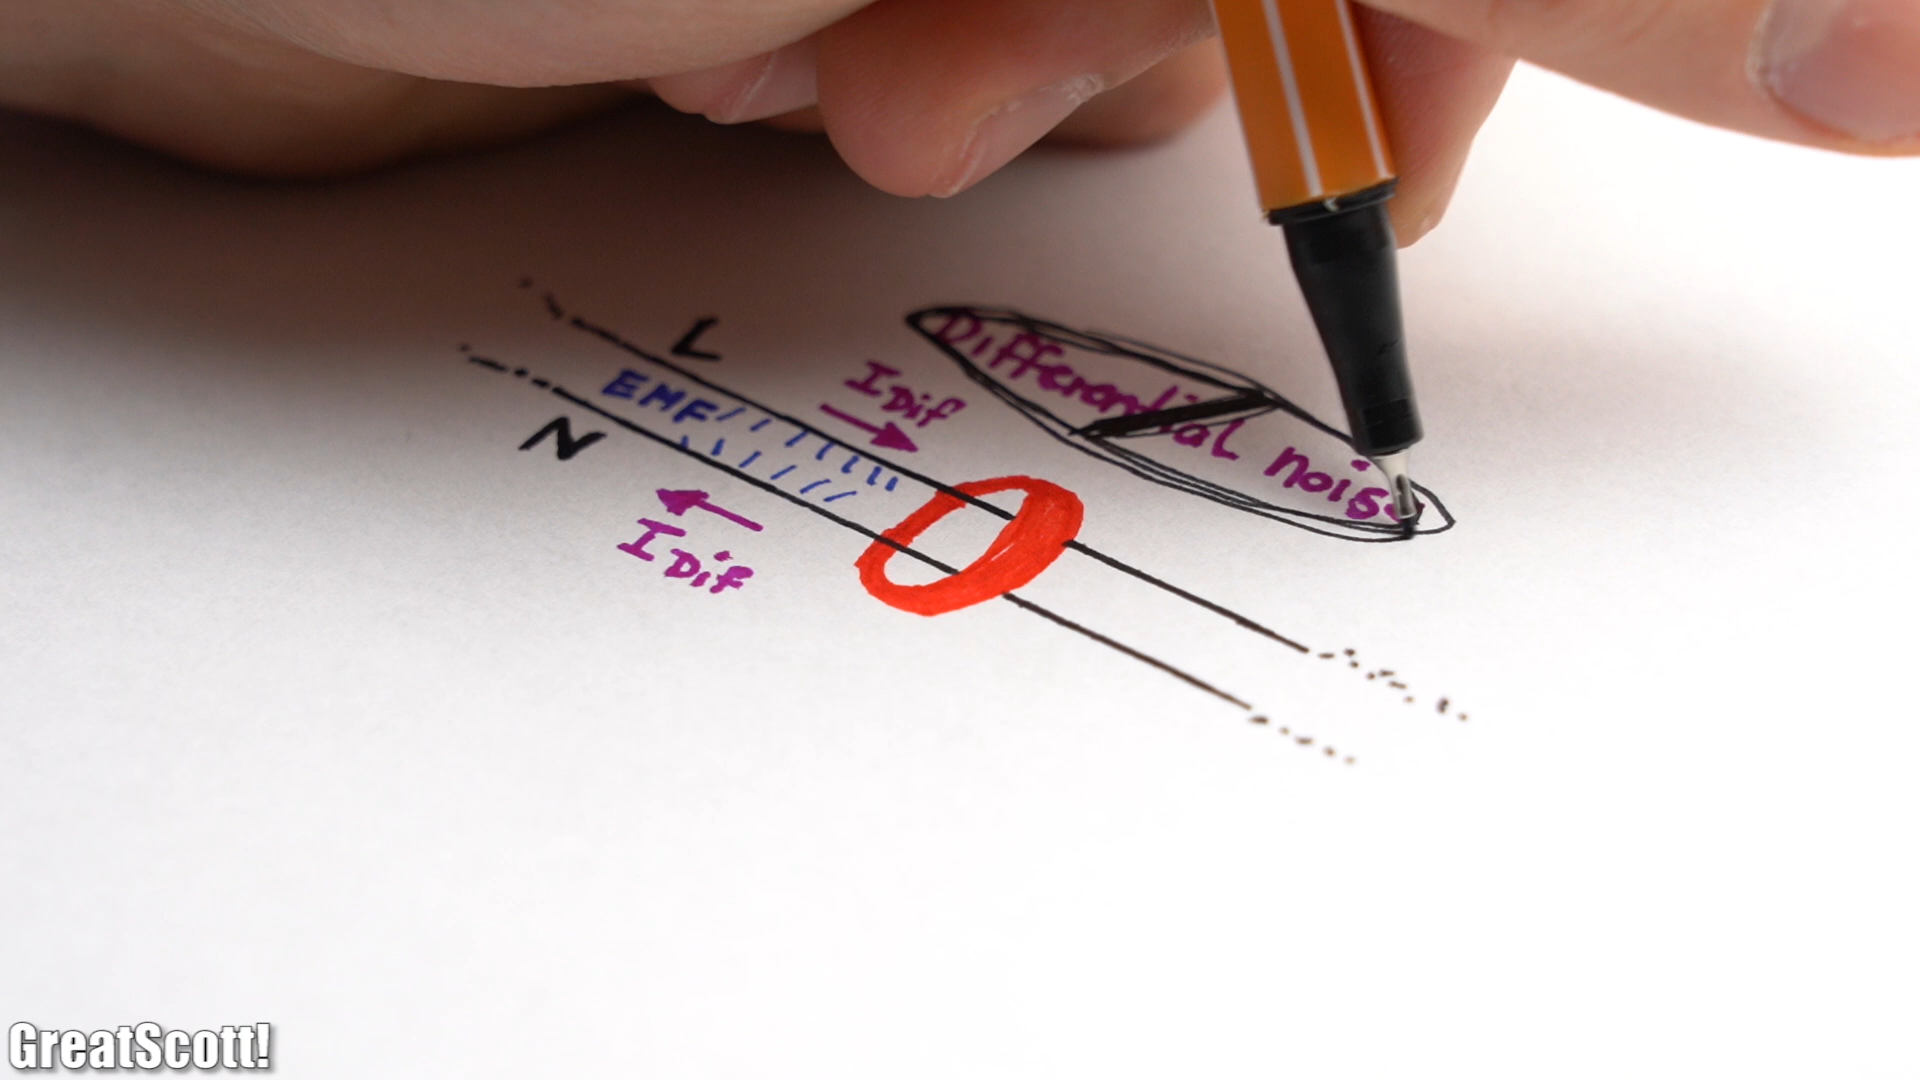 L
EMF
N
IDif
Differential noise
IDif
GreatScott!